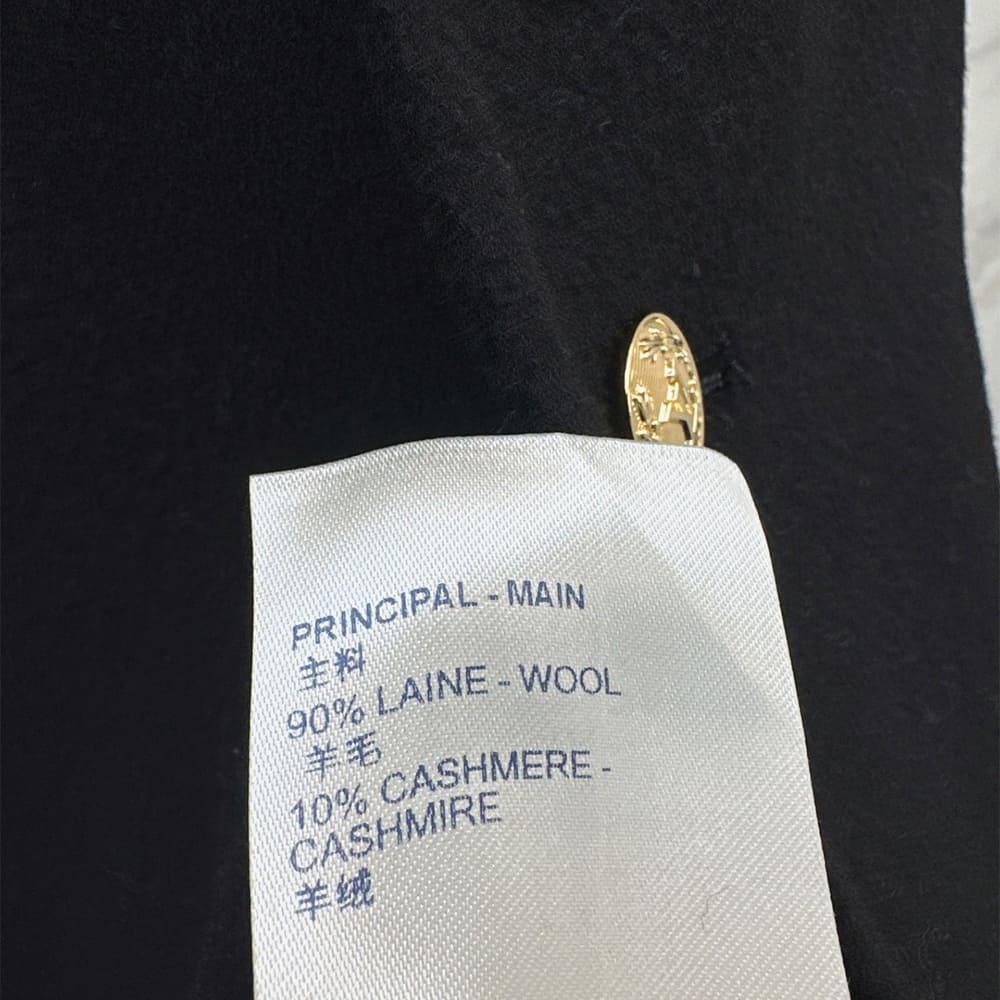 PRINCIPAL - MAIN
主料
90% LAINE - WOOL
羊毛
10% CASHMERE -
CASHMIRE
羊绒